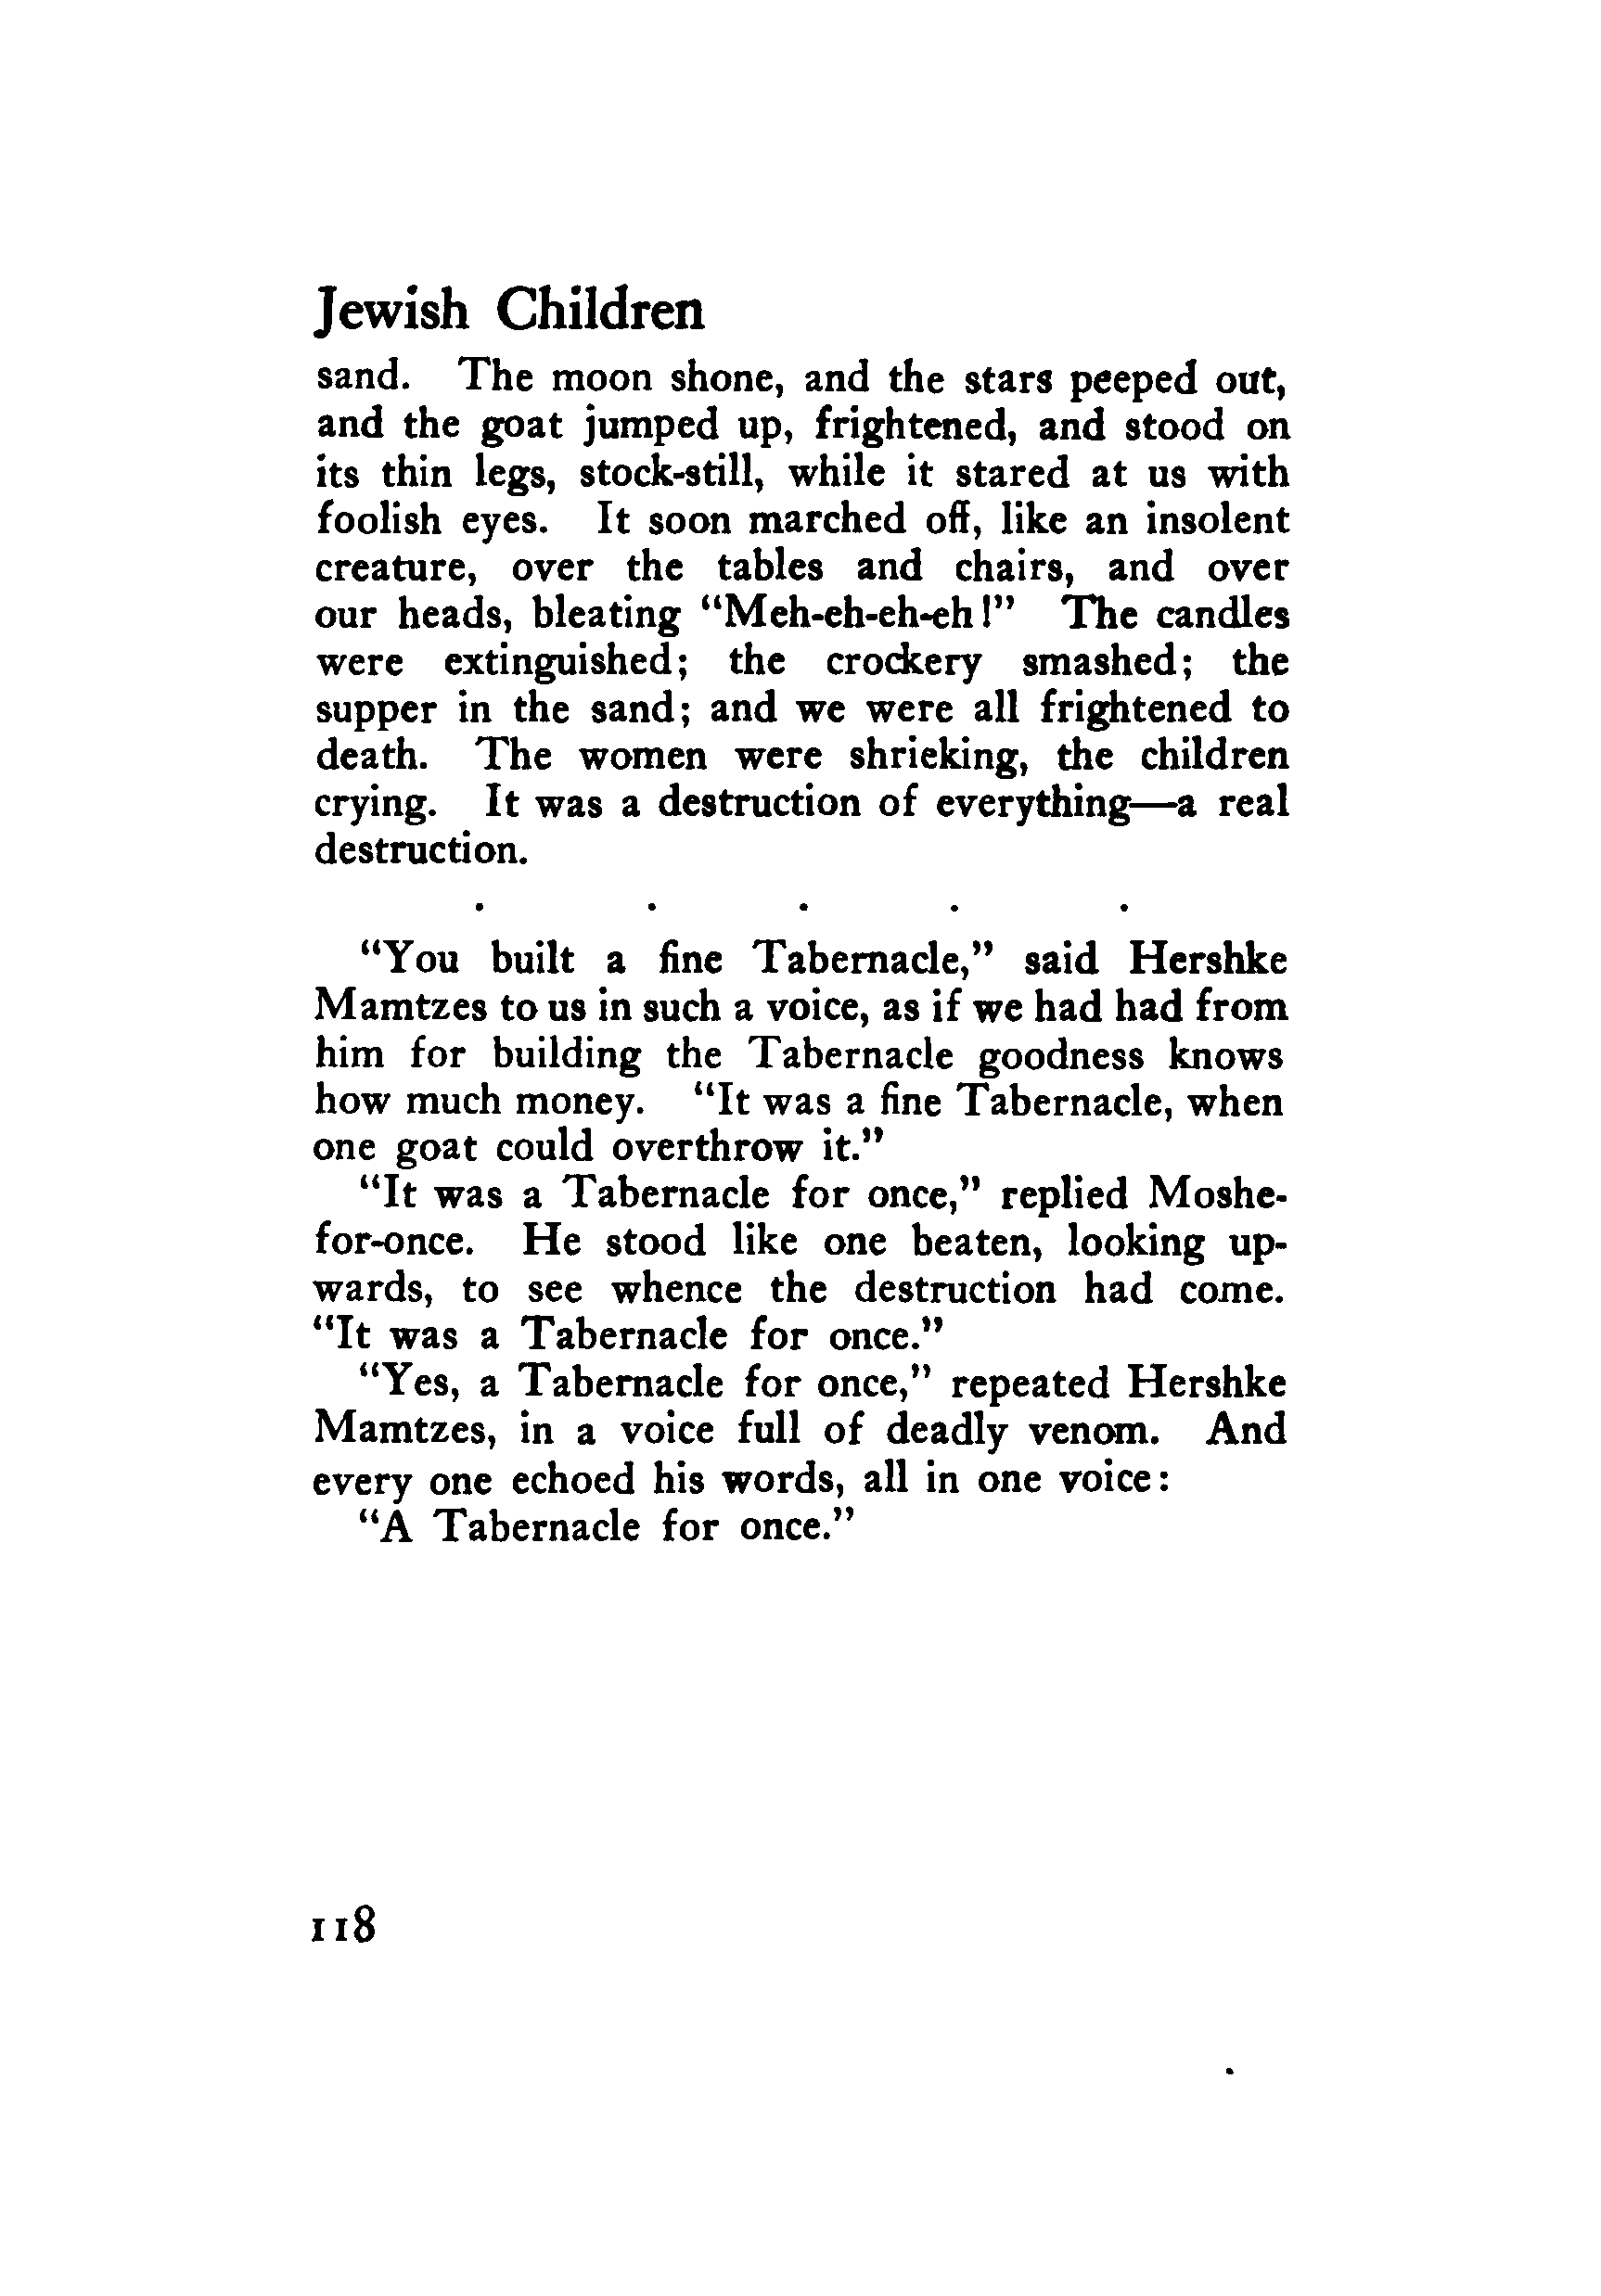 Jewish Children
sand. The moon shone, and the stars peeped out,
and the goat jumped up, frightened, and stood on
its thin legs, stock-still, while it stared at us with
foolish eyes. It soon marched off, like an insolent
creature, over the tables and chairs, and over
our heads, bleating “Meh-eh-eh-eh!” The candles
were extinguished; the crockery smashed; the
supper in the sand; and we were all frightened to
death. The women were shrieking, the children
crying. It was a destruction of everything—a real
destruction.
. . . . .
“You built a fine Tabernacle,” said Hershke
Mamtzes to us in such a voice, as if we had had from
him for building the Tabernacle goodness knows
how much money. “It was a fine Tabernacle, when
one goat could overthrow it.”
“It was a Tabernacle for once,” replied Moshe-
for-once. He stood like one beaten, looking up-
wards, to see whence the destruction had come.
“It was a Tabernacle for once.”
“Yes, a Tabernacle for once,” repeated Hershke
Mamtzes, in a voice full of deadly venom. And
every one echoed his words, all in one voice:
“A Tabernacle for once.”
118